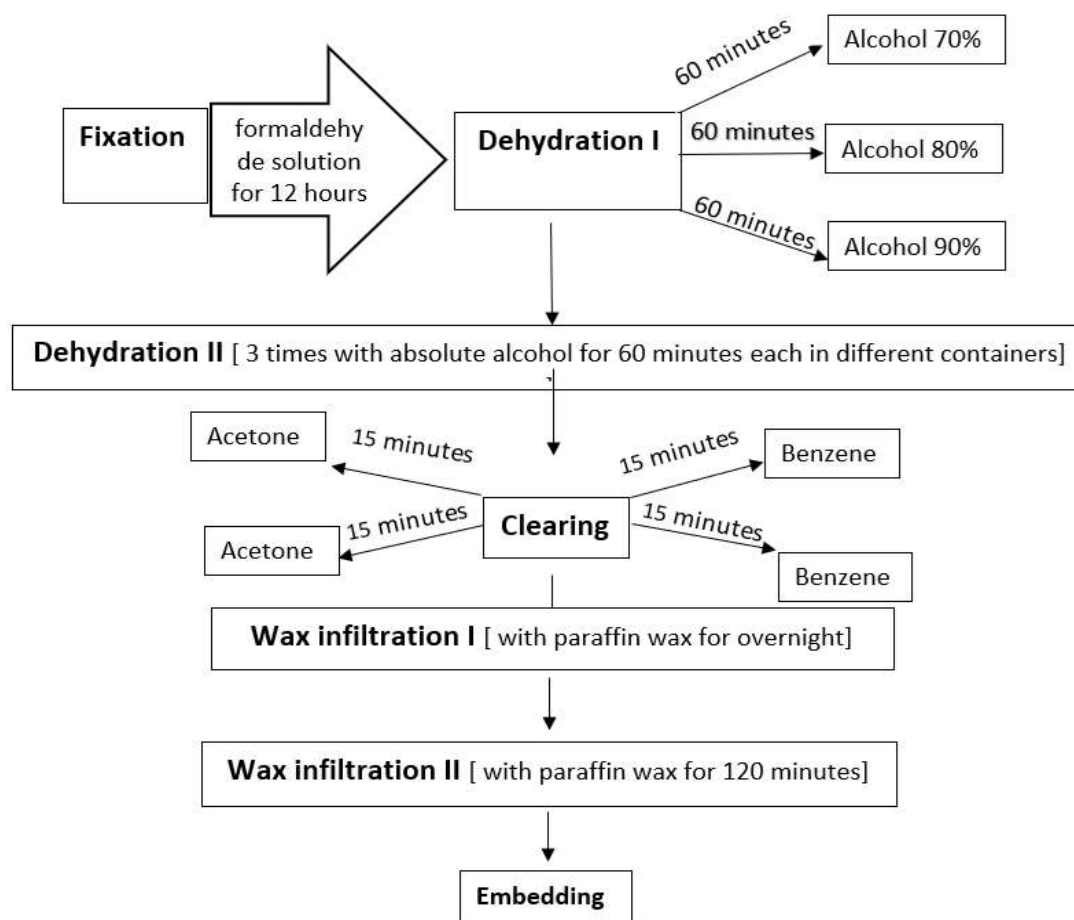 Fixation
formaldehy
de solution
for 12 hours
Dehydration I
60 minutes
Alcohol 70%
60 minutes
Alcohol 80%
60 minutes
Alcohol 90%
Dehydration II [ 3 times with absolute alcohol for 60 minutes each in different containers]
Acetone
15 minutes
15 minutes
Benzene
Acetone
15 minutes
Clearing
15 minutes
Benzene
Wax infiltration I [ with paraffin wax for overnight]
Wax infiltration II [ with paraffin wax for 120 minutes]
Embedding